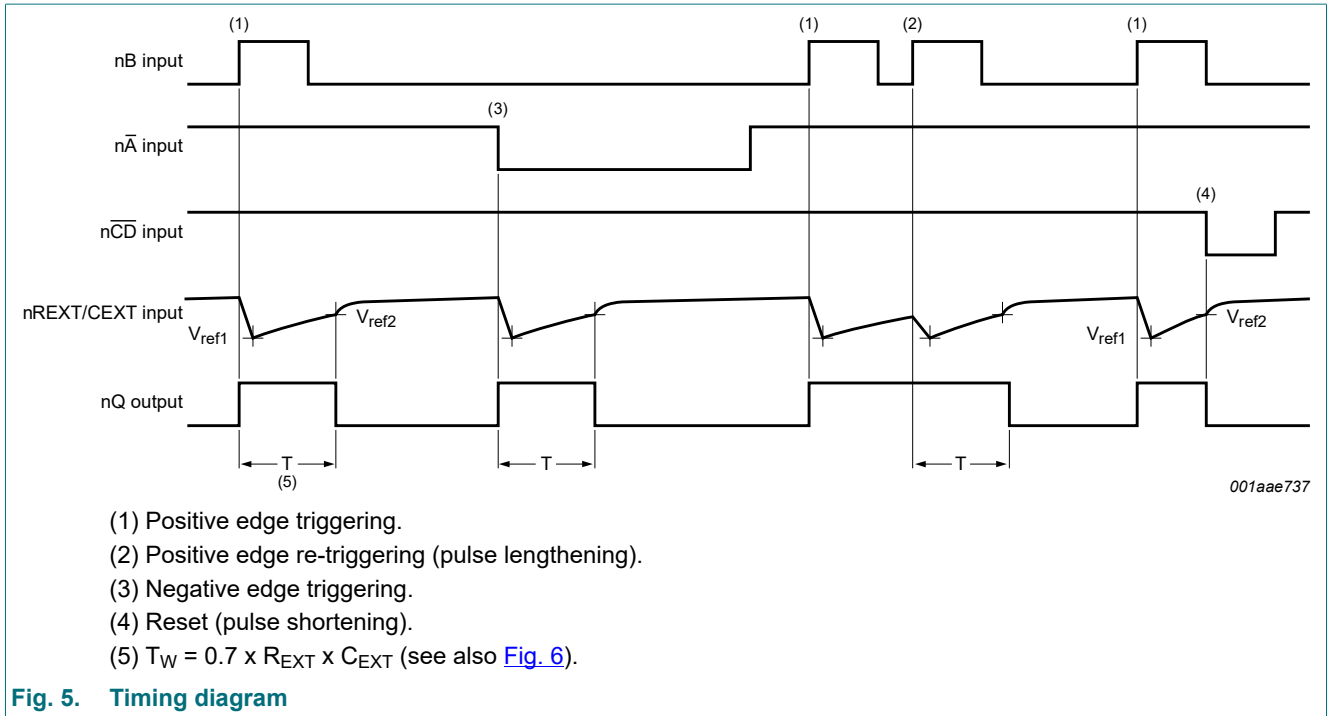 (1) (1) (2) (1)
nB input
(3)
nA̅ input
(4)
nC̅D̅ input
nREXT/CEXT input
Vref1 Vref2 Vref1 Vref2
nQ output
T T T
(5)
001aae737
(1) Positive edge triggering.
(2) Positive edge re-triggering (pulse lengthening).
(3) Negative edge triggering.
(4) Reset (pulse shortening).
(5) TW = 0.7 x REXT x CEXT (see also Fig. 6).
Fig. 5. Timing diagram